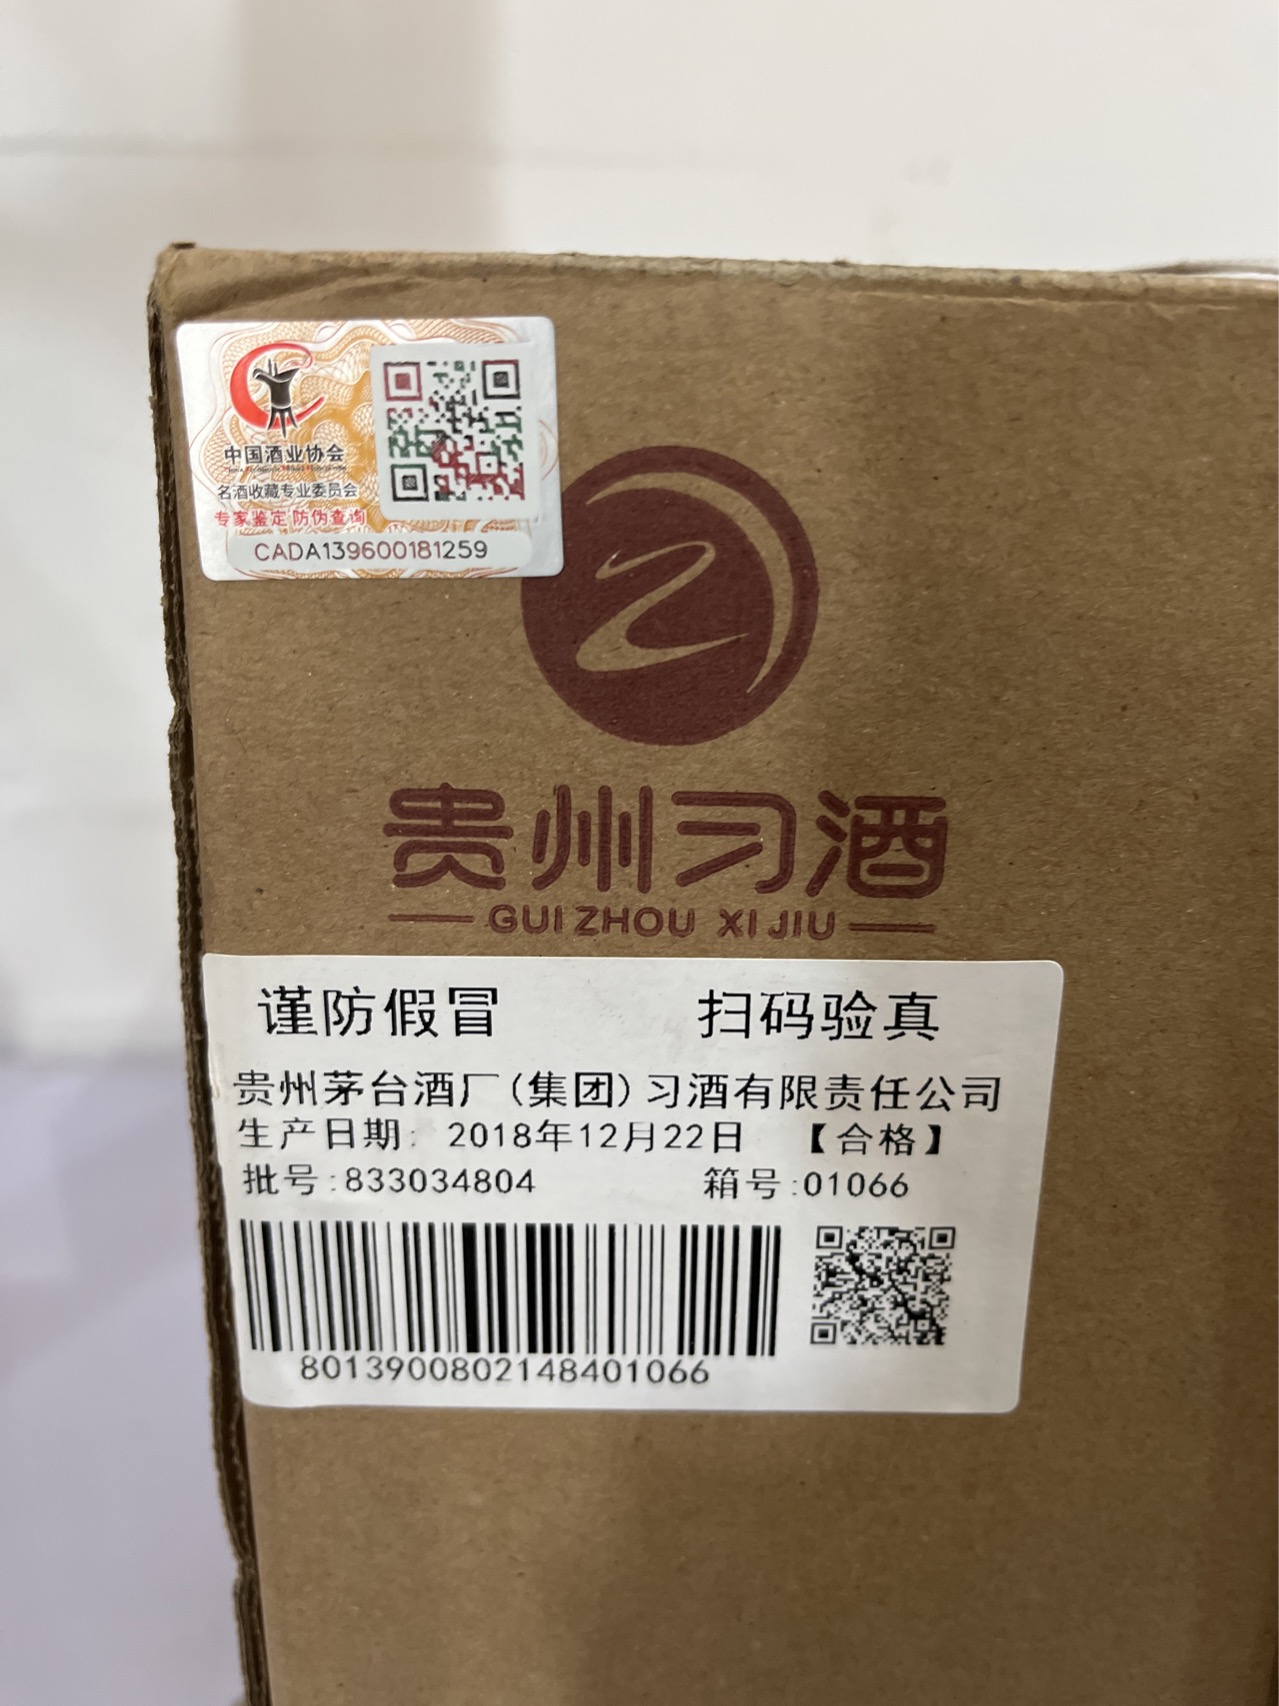 中国酒业协会
名酒收藏专业委员会
专家鉴定 防伪查询
CADA139600181259
贵州习酒
GUIZHOU XIJIU
谨防假冒 扫码验真
贵州茅台酒厂(集团)习酒有限责任公司
生产日期: 2018年12月22日 【合格】
批号:833034804 箱号:01066
8013900802148401066